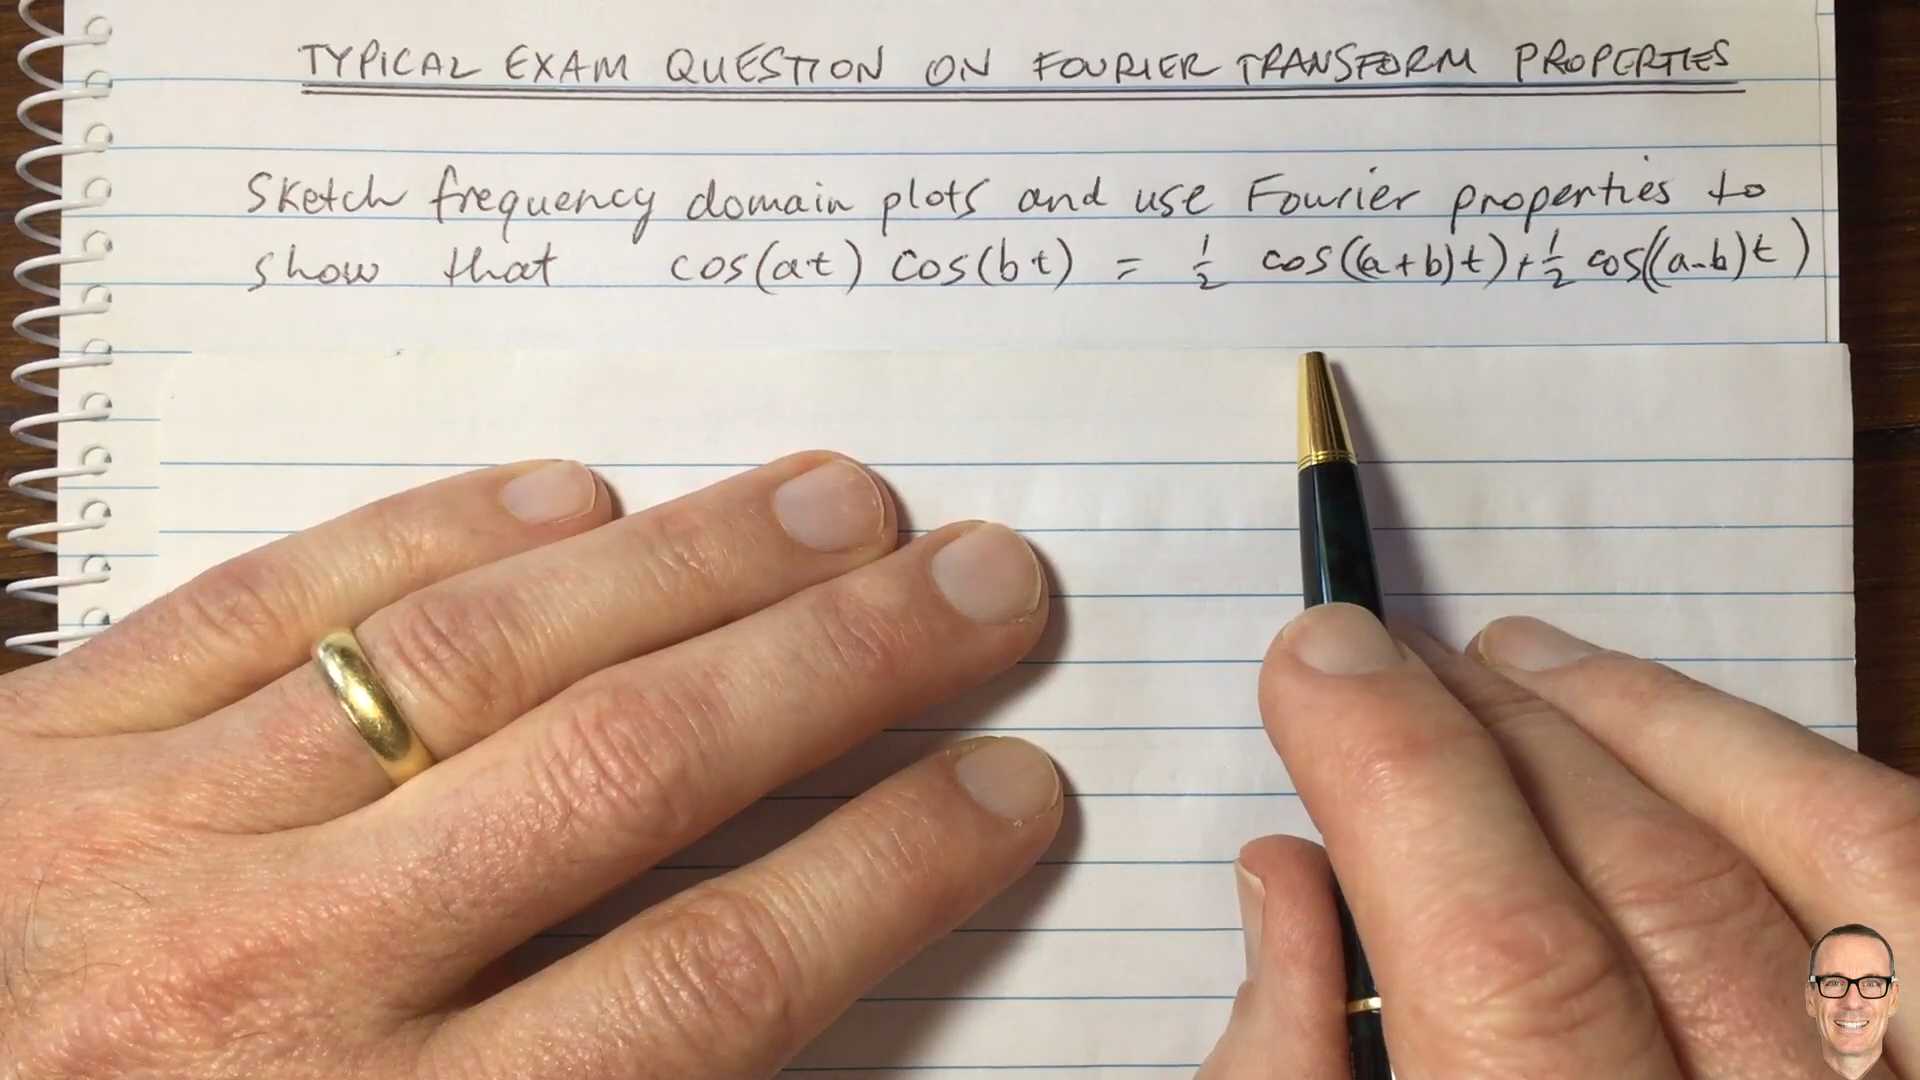 TYPICAL EXAM QUESTION ON FOURIER TRANSFORM PROPERTIES
Sketch frequency domain plots and use Fourier properties to
show that cos(at) cos(bt) = 1/2 cos((a+b)t) + 1/2 cos((a-b)t)